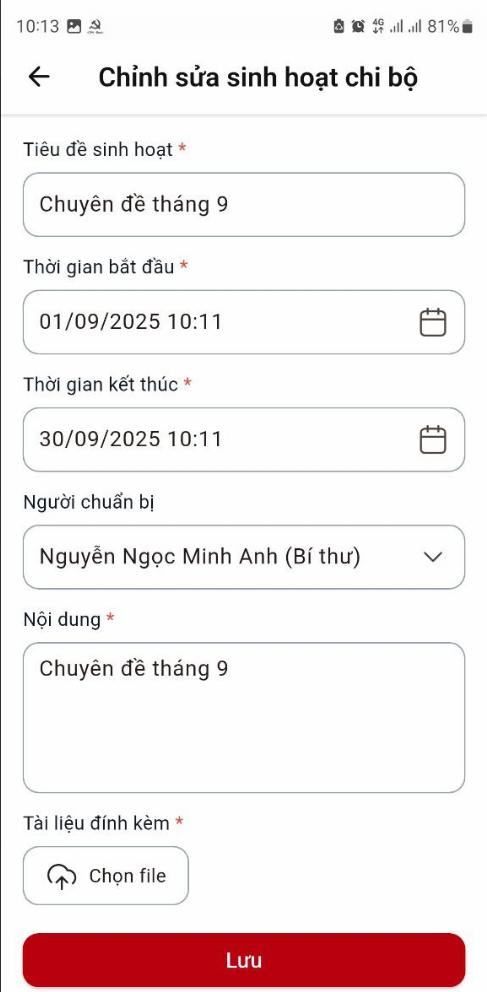 10:13 4G 81%
Chỉnh sửa sinh hoạt chi bộ
Tiêu đề sinh hoạt *
Chuyên đề tháng 9
Thời gian bắt đầu *
01/09/2025 10:11
Thời gian kết thúc *
30/09/2025 10:11
Người chuẩn bị
Nguyễn Ngọc Minh Anh (Bí thư)
Nội dung *
Chuyên đề tháng 9
Tài liệu đính kèm *
Chọn file
Lưu